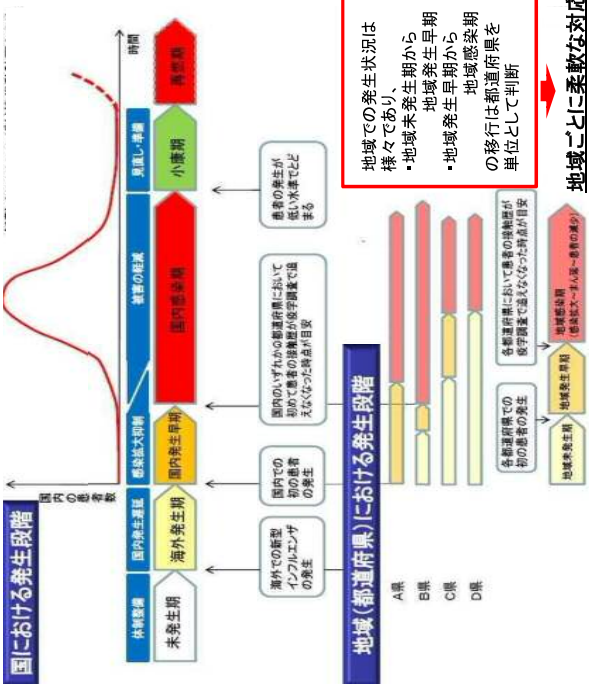 国における発生段階
国内の患者数
時間
体制整備
国内発生遅延
感染拡大抑制
被害の軽減
見直し・準備
未発生期
海外発生期
国内発生早期
国内感染期
小康期
再燃期
海外での新型
インフルエンザ
の発生
国内での
初の患者
の発生
国内のいずれかの都道府県において
初めて患者の接触歴が疫学調査で追
えなくなった時点が目安
患者の発生が
低い水準でとど
まる
地域(都道府県)における発生段階
A県
B県
C県
D県
各都道府県での
初の患者の発生
各都道府県において患者の接触歴が
疫学調査で追えなくなった時点が目安
地域未発生期
地域発生早期
地域感染期
(感染拡大～まん延～患者の減少)
地域での発生状況は
様々であり、
・地域未発生期から
地域発生早期
・地域発生早期から
地域感染期
の移行は都道府県を
単位として判断
地域ごとに柔軟な対応